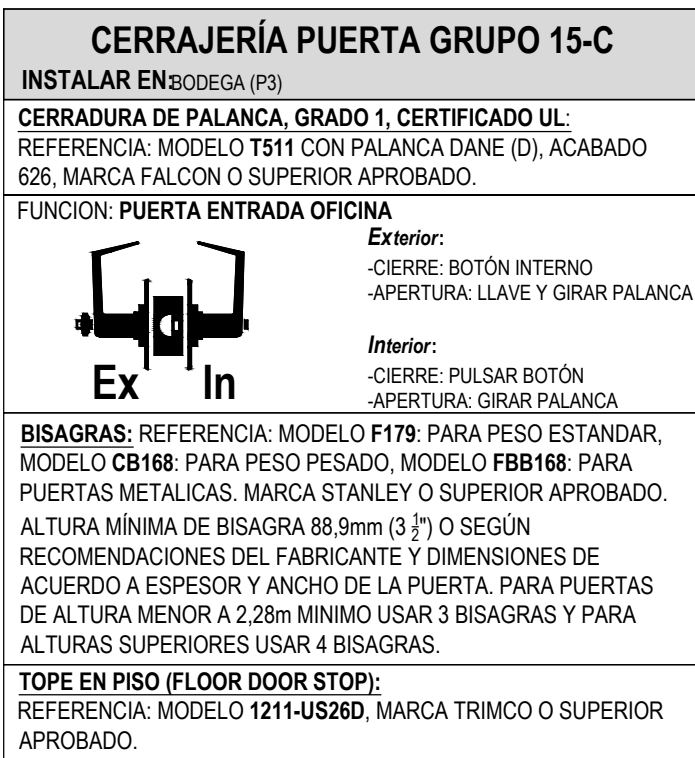 CERRAJERÍA PUERTA GRUPO 15-C
INSTALAR EN:BODEGA (P3)
CERRADURA DE PALANCA, GRADO 1, CERTIFICADO UL:
REFERENCIA: MODELO T511 CON PALANCA DANE (D), ACABADO
626, MARCA FALCON O SUPERIOR APROBADO.
FUNCION: PUERTA ENTRADA OFICINA
Exterior:
-CIERRE: BOTÓN INTERNO
-APERTURA: LLAVE Y GIRAR PALANCA
Interior:
-CIERRE: PULSAR BOTÓN
-APERTURA: GIRAR PALANCA
Ex In
BISAGRAS: REFERENCIA: MODELO F179: PARA PESO ESTANDAR,
MODELO CB168: PARA PESO PESADO, MODELO FBB168: PARA
PUERTAS METALICAS. MARCA STANLEY O SUPERIOR APROBADO.
ALTURA MÍNIMA DE BISAGRA 88,9mm (3 1/2") O SEGÚN
RECOMENDACIONES DEL FABRICANTE Y DIMENSIONES DE
ACUERDO A ESPESOR Y ANCHO DE LA PUERTA. PARA PUERTAS
DE ALTURA MENOR A 2,28m MINIMO USAR 3 BISAGRAS Y PARA
ALTURAS SUPERIORES USAR 4 BISAGRAS.
TOPE EN PISO (FLOOR DOOR STOP):
REFERENCIA: MODELO 1211-US26D, MARCA TRIMCO O SUPERIOR
APROBADO.